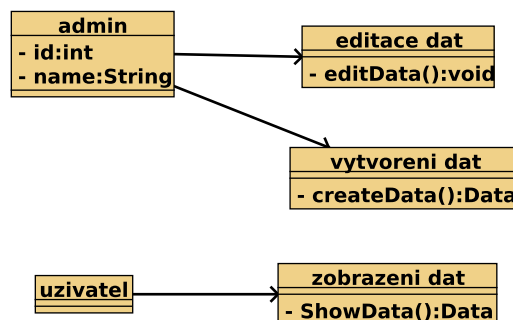 admin
- id:int
- name:String
editace dat
- editData():void
vytvoreni dat
- createData():Data
uzivatel
zobrazeni dat
- ShowData():Data